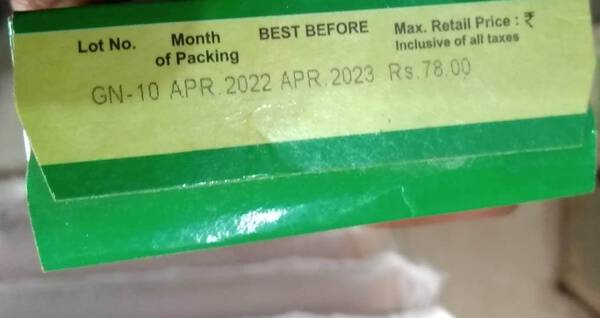 Lot No. Month of Packing BEST BEFORE Max. Retail Price : ₹ Inclusive of all taxes
GN-10 APR.2022 APR.2023 Rs.78.00